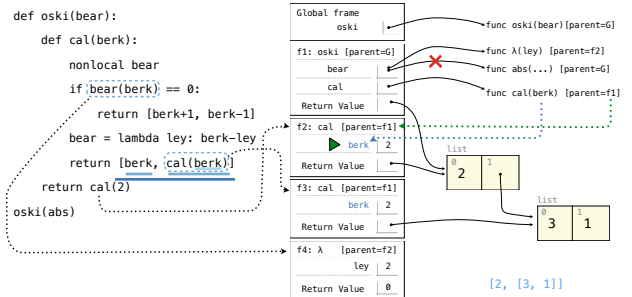 def oski(bear):
def cal(berk):
nonlocal bear
if bear(berk) == 0:
return [berk+1, berk-1]
bear = lambda ley: berk-ley
return [berk, cal(berk)]
return cal(2)
oski(abs)
Global frame
oski
f1: oski [parent=G]
bear
cal
Return Value
f2: cal [parent=f1]
berk 2
Return Value
f3: cal [parent=f1]
berk 2
Return Value
f4: λ [parent=f2]
ley 2
Return Value 0
func oski(bear)[parent=G]
func λ(ley) [parent=f2]
func abs(...) [parent=G]
func cal(berk) [parent=f1]
list
0 1
2
list
0 1
3 1
[2, [3, 1]]